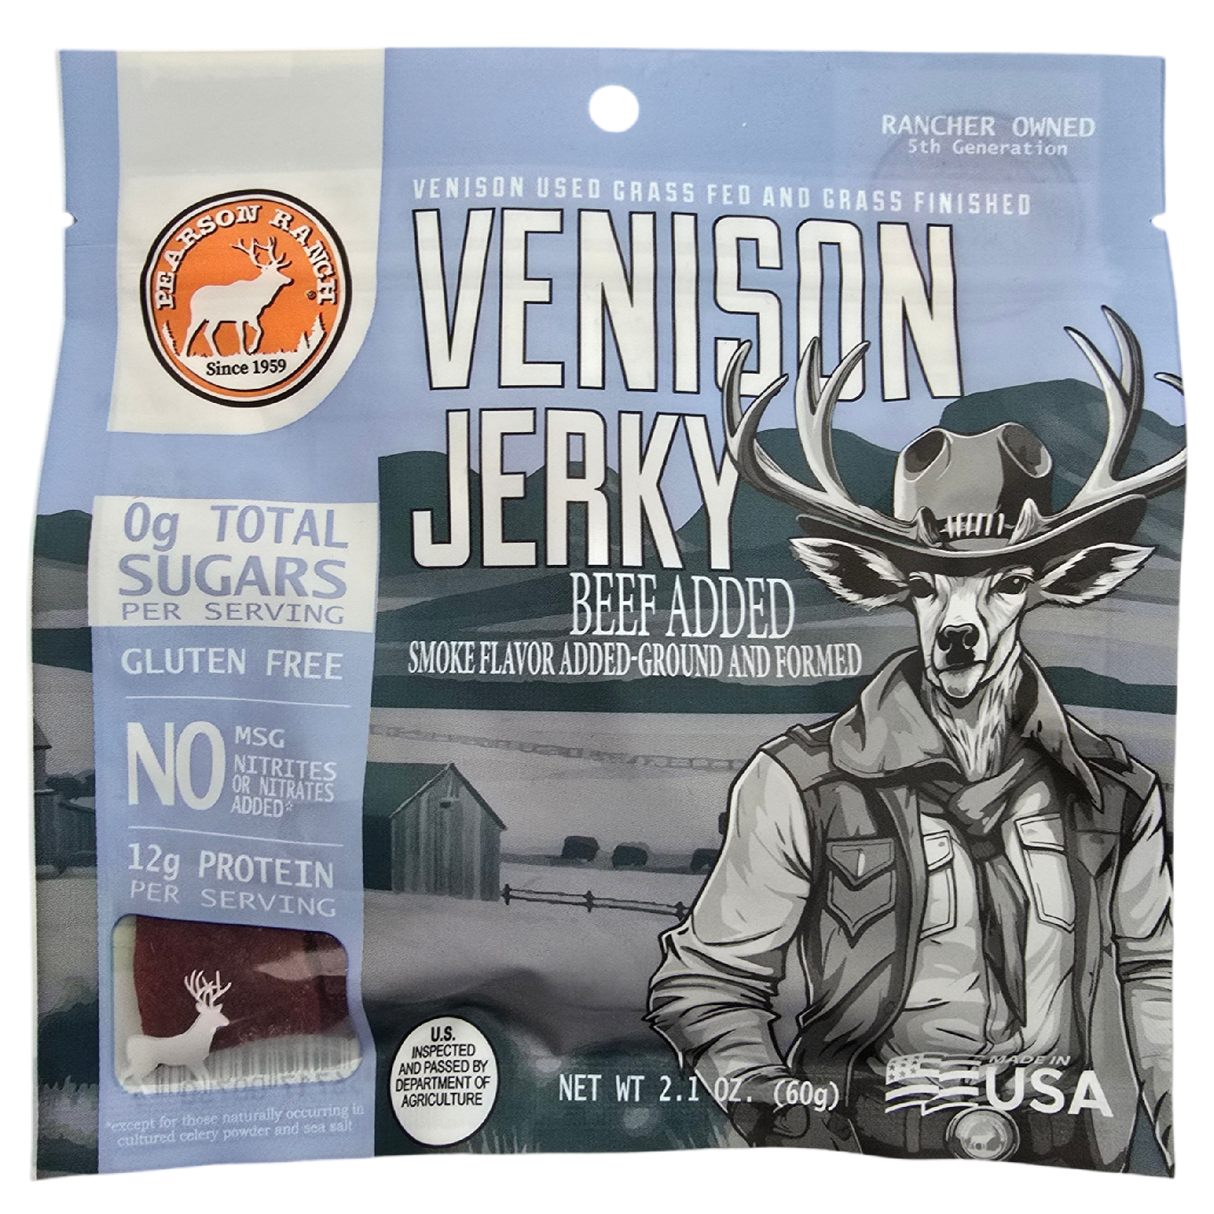 RANCHER OWNED
5th Generation
VENISON USED GRASS FED AND GRASS FINISHED
VENISON
JERKY
BEEF ADDED
SMOKE FLAVOR ADDED-GROUND AND FORMED
PEARSON RANCH
®
Since 1959
0g TOTAL
SUGARS
PER SERVING
GLUTEN FREE
NO MSG
NITRITES
OR NITRATES
ADDED*
12g PROTEIN
PER SERVING
*except for those naturally occurring in
cultured celery powder and sea salt
U.S.
INSPECTED
AND PASSED BY
DEPARTMENT OF
AGRICULTURE
NET WT 2.1 OZ. (60g)
MADE IN
USA